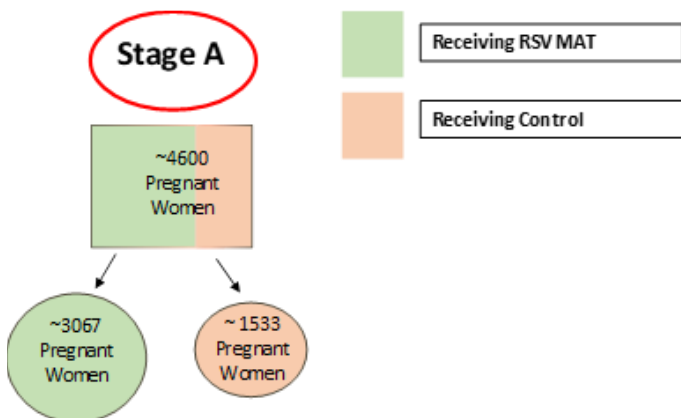 Stage A
Receiving RSV MAT
Receiving Control
~4600
Pregnant
Women
~3067
Pregnant
Women
~ 1533
Pregnant
Women